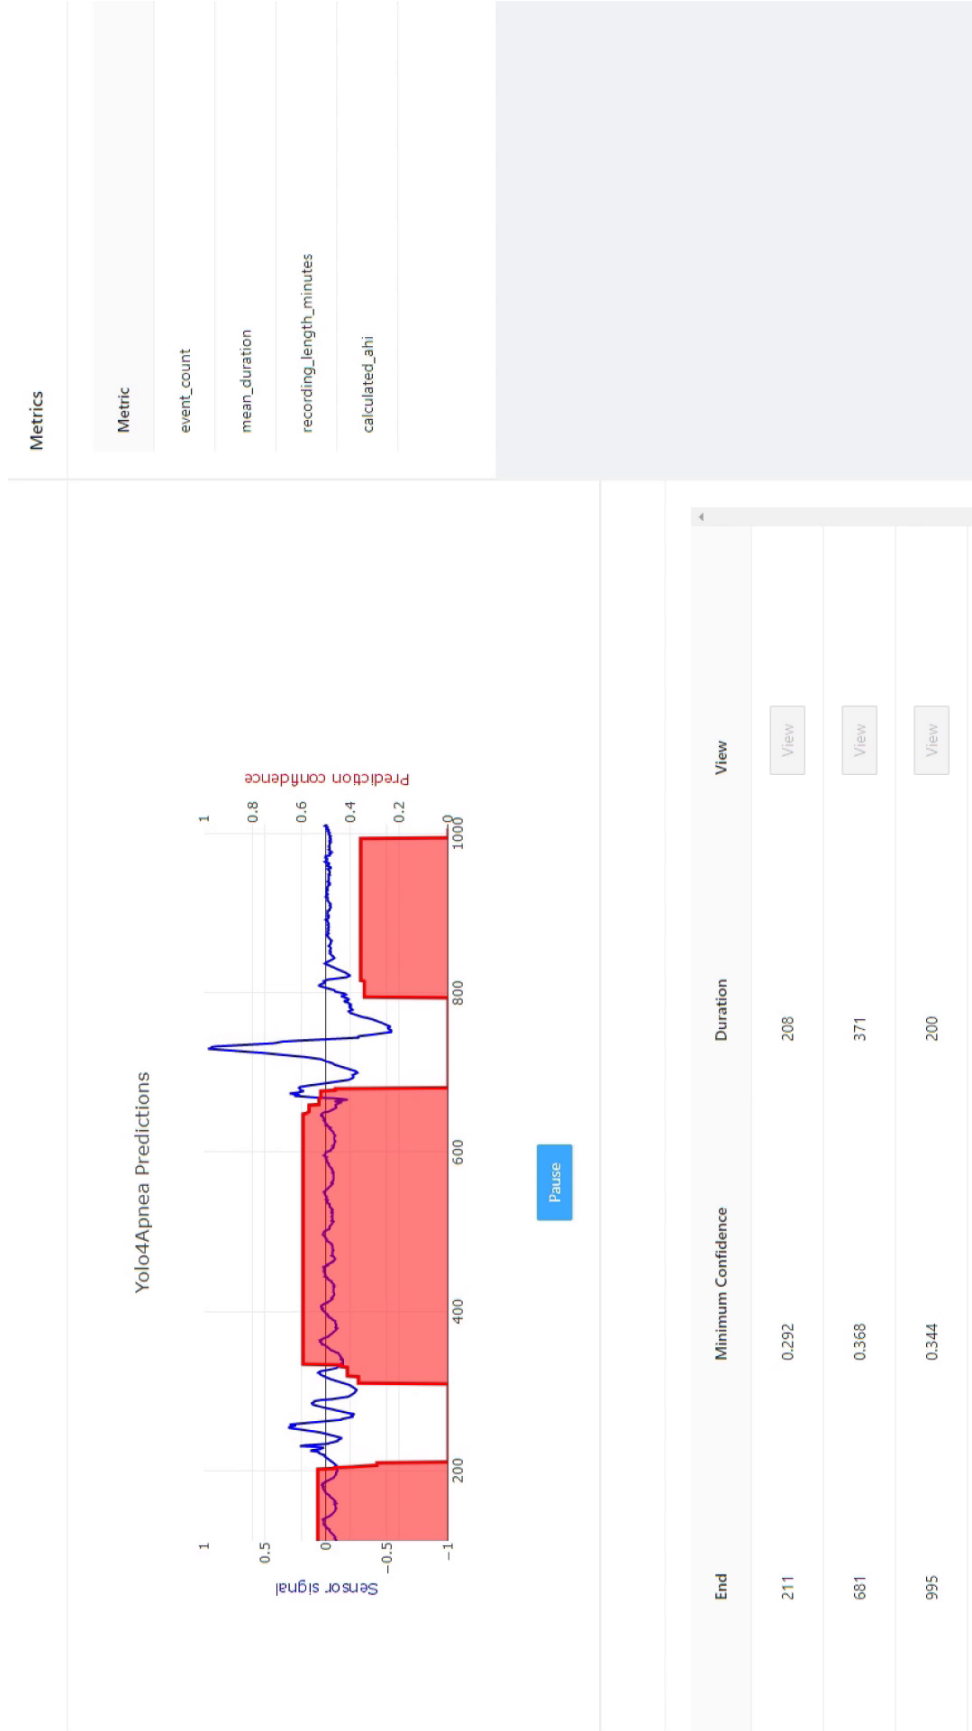 Yolo4Apnea Predictions
Sensor signal
1
0.5
0
−0.5
−1
Prediction confidence
1
0.8
0.6
0.4
0.2
0
200
400
600
800
1000
Pause
End Minimum Confidence Duration View
211 0.292 208 View
681 0.368 371 View
995 0.344 200 View
Metrics
Metric
event_count
mean_duration
recording_length_minutes
calculated_ahi